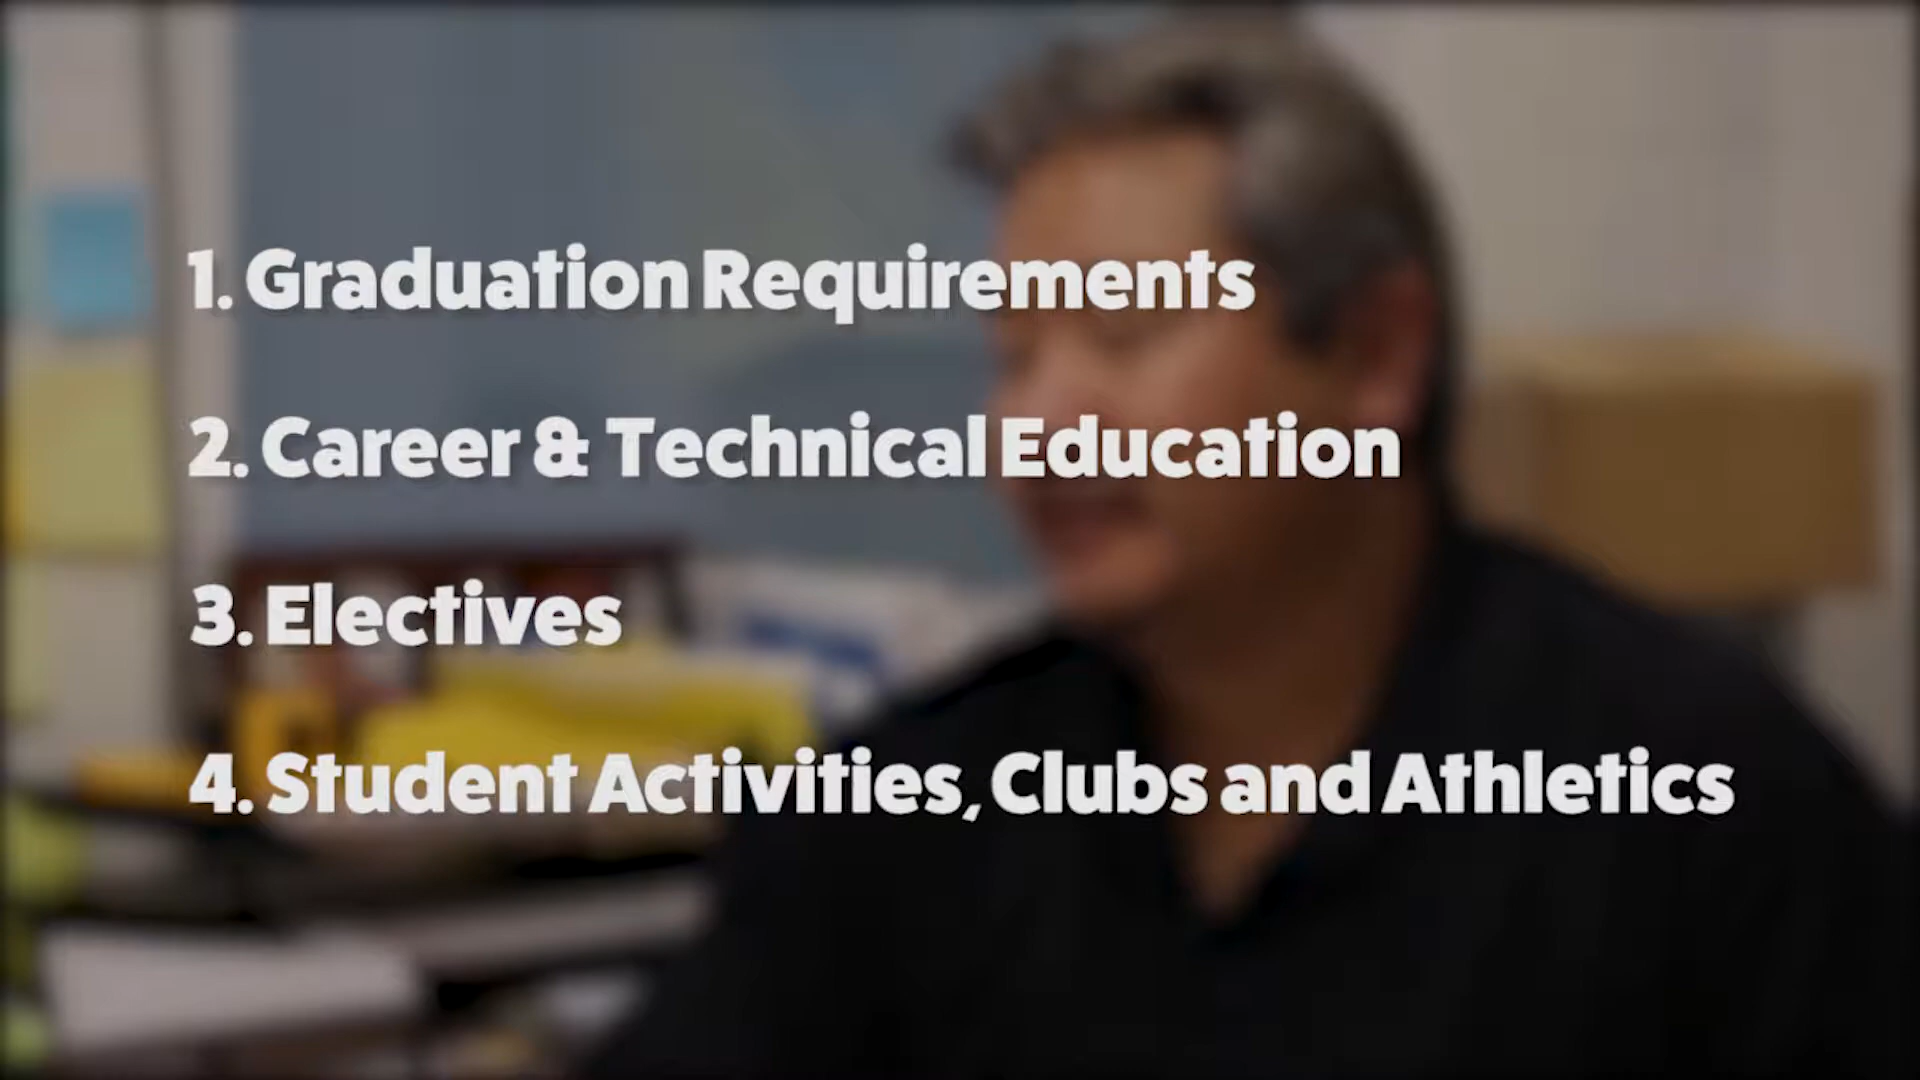 1. Graduation Requirements
2. Career & Technical Education
3. Electives
4. Student Activities, Clubs and Athletics